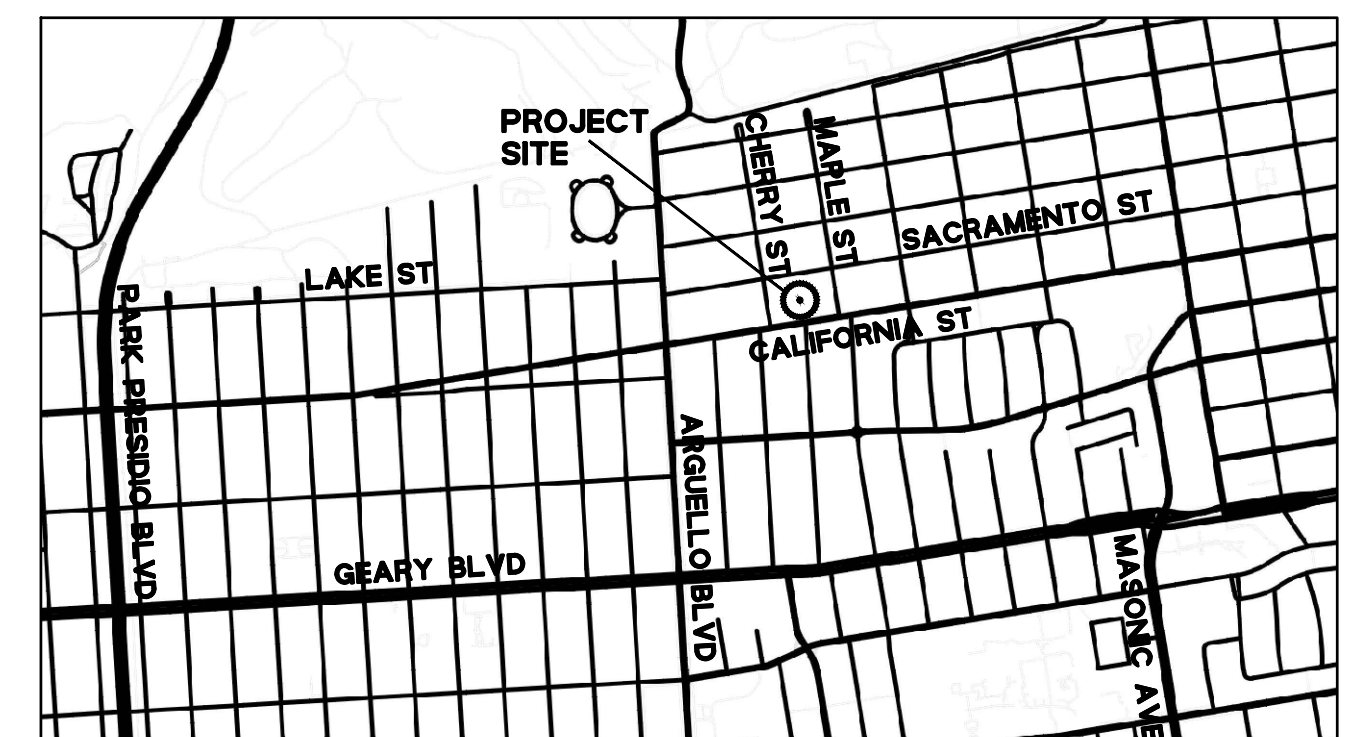 PROJECT
SITE
CHERRY ST
MAPLE ST
SACRAMENTO ST
LAKE ST
PARK PRESIDIO BLVD
CALIFORNIA ST
ARGUELLO BLVD
GEARY BLVD
MASONIC AVE